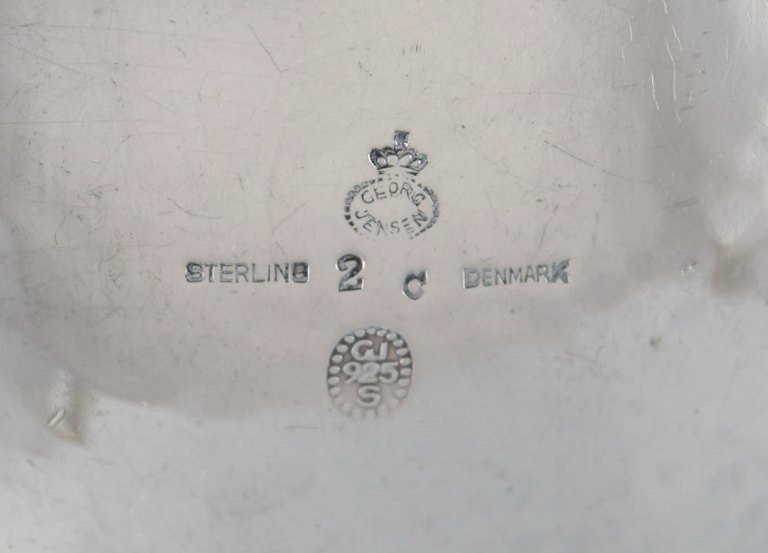 GEORG
JENSEN
STERLING 2 C DENMARK
GJ
925
S